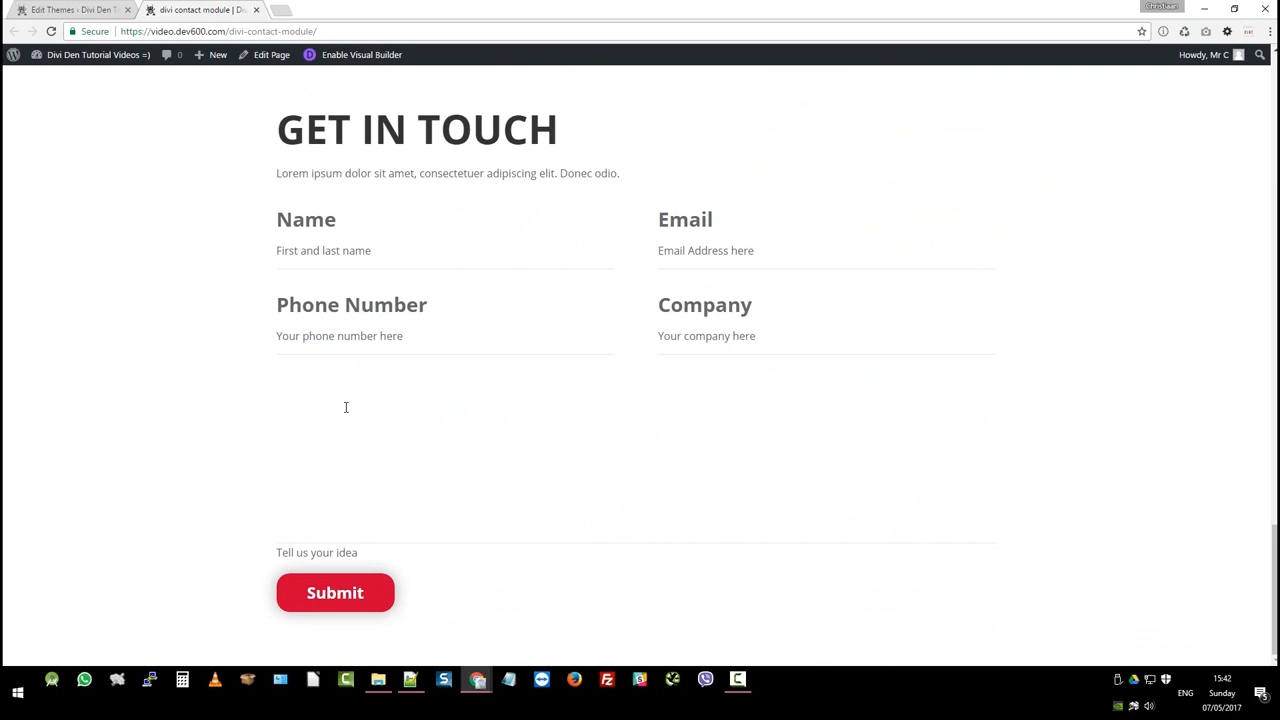 Edit Themes ‹ Divi Den T
divi contact module | Di
Christiaan
Secure
https://video.dev600.com/divi-contact-module/
Divi Den Tutorial Videos =)
0
New
Edit Page
Enable Visual Builder
Howdy, Mr C
GET IN TOUCH
Lorem ipsum dolor sit amet, consectetuer adipiscing elit. Donec odio.
Name
Email
First and last name
Email Address here
Phone Number
Company
Your phone number here
Your company here
Tell us your idea
Submit
15:42
ENG
Sunday
07/05/2017